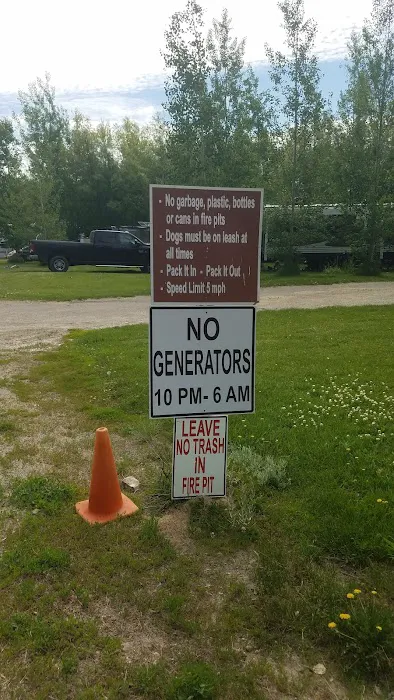 • No garbage, plastic, bottles
or cans in fire pits
• Dogs must be on leash at
all times
• Pack It In - Pack It Out
• Speed Limit 5 mph
NO
GENERATORS
10 PM- 6 AM
LEAVE
NO TRASH
IN
FIRE PIT